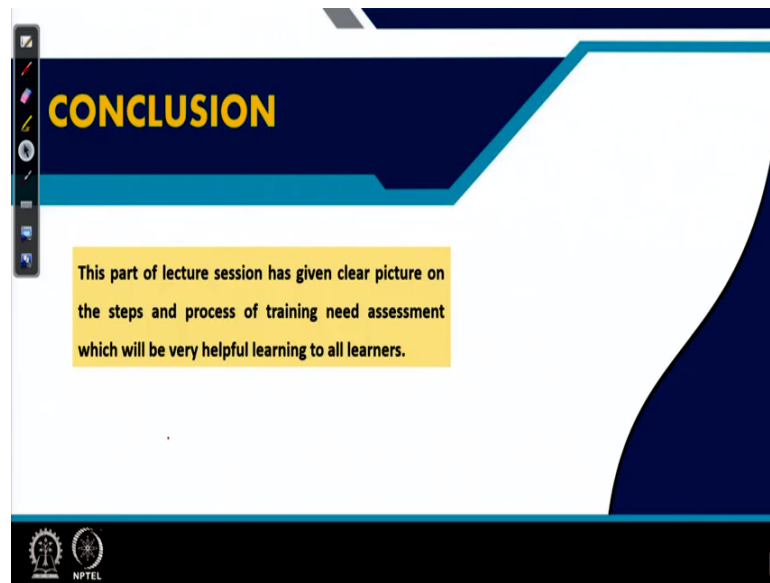 CONCLUSION
This part of lecture session has given clear picture on
the steps and process of training need assessment
which will be very helpful learning to all learners.
NPTEL